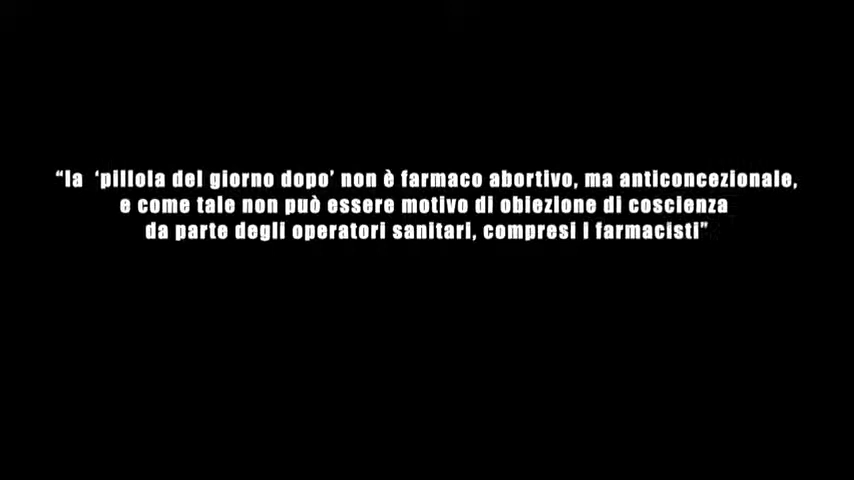 “la ‘pillola del giorno dopo’ non è farmaco abortivo, ma anticoncezionale,
e come tale non può essere motivo di obiezione di coscienza
da parte degli operatori sanitari, compresi i farmacisti”